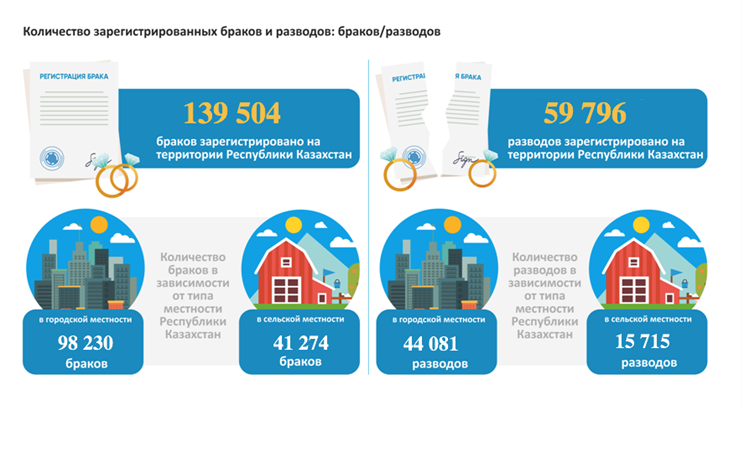 Количество зарегистрированных браков и разводов: браков/разводов
РЕГИСТРАЦИЯ БРАКА
139 504
браков зарегистрировано на
территории Республики Казахстан
РЕГИСТРАЦИЯ БРАКА
59 796
разводов зарегистрировано на
территории Республики Казахстан
Количество
браков в
зависимости
от типа
местности
Республики
Казахстан
в городской местности
98 230
браков
в сельской местности
41 274
браков
Количество
разводов в
зависимости
от типа
местности
Республики
Казахстан
в городской местности
44 081
разводов
в сельской местности
15 715
разводов